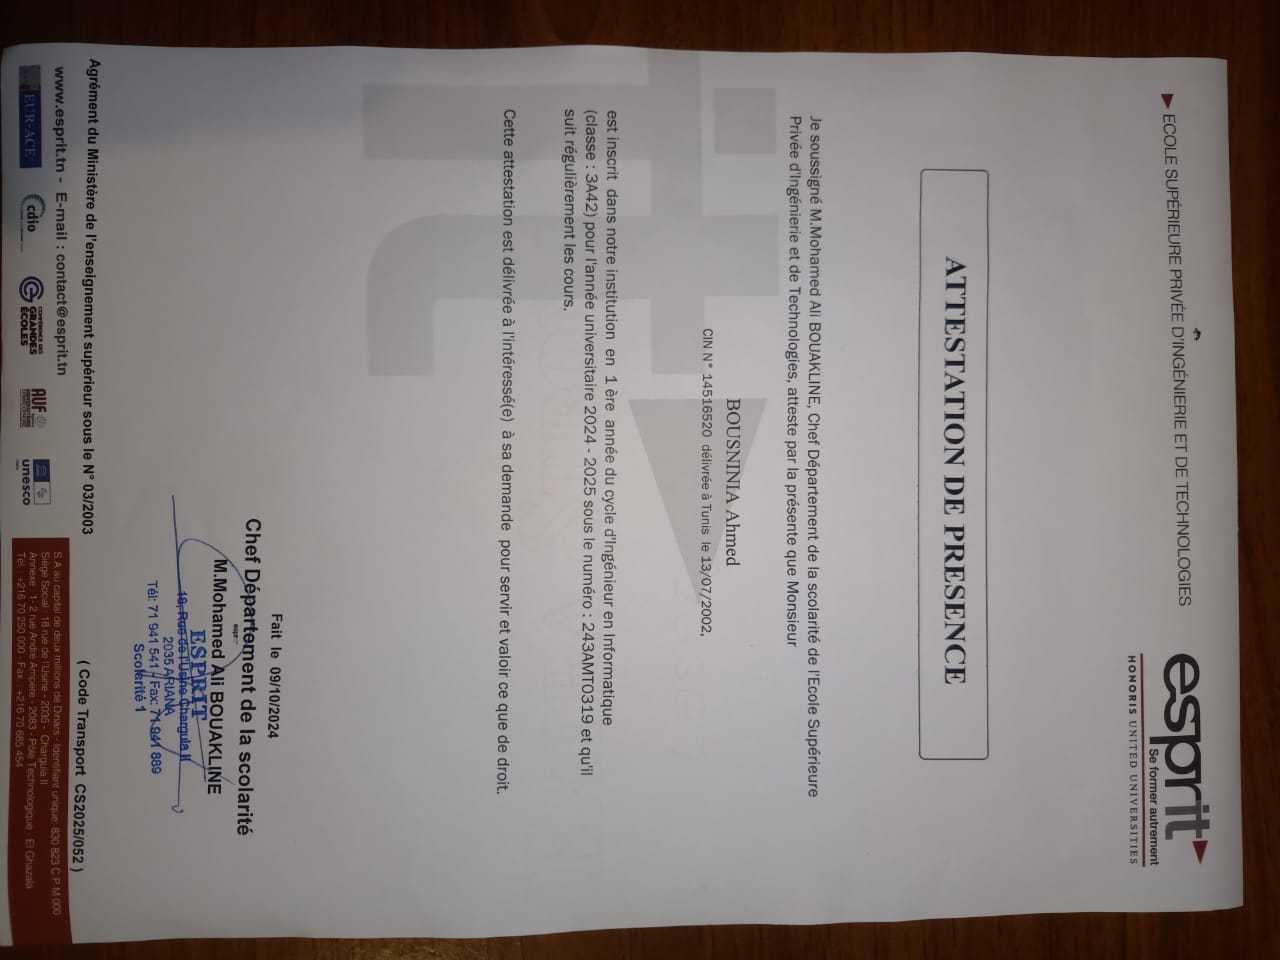 ECOLE SUPÉRIEURE PRIVÉE D'INGÉNIERIE ET DE TECHNOLOGIES
esprit
Se former autrement
HONORIS UNITED UNIVERSITIES
ATTESTATION DE PRESENCE
Je soussigné M.Mohamed Ali BOUAKLINE, Chef Département de la scolarité de l'Ecole Supérieure
Privée d'Ingénierie et de Technologies, atteste par la présente que Monsieur
BOUSNINIA Ahmed
CIN N° 14516520 délivrée à Tunis le 13/07/2002,
est inscrit dans notre institution en 1 ère année du cycle d'Ingénieur en Informatique
(classe : 3A42) pour l'année universitaire 2024 - 2025 sous le numéro : 243AMT0319 et qu'il
suit régulièrement les cours.
Cette attestation est délivrée à l'intéressé(e) à sa demande pour servir et valoir ce que de droit.
Fait le 09/10/2024
Chef Département de la scolarité
M.Mohamed Ali BOUAKLINE
ESPRIT
18, Rue de l'Usine Charguia II
2035 ARIANA
Tél: 71 941 541 / Fax: 71 941 889
Scolarité 1
Agrément du Ministère de l'enseignement supérieur sous le N° 03/2003
( Code Transport CS2025/052 )
www.esprit.tn - E-mail : contact@esprit.tn
EUR-ACE
cdio
CONFÉRENCE DES
GRANDES
ÉCOLES
AUF
unesco
S A au capital de deux millions de Dinars - Identifiant unique: 830 823 C P M 000
Siège Social : 18 rue de l'Usine - 2035 - Charguia II
Annexe : 1- 2 rue André Ampère - 2083 - Pôle Technologique - El Ghazala
Tél. : +216 70 250 000 - Fax : +216 70 685 454